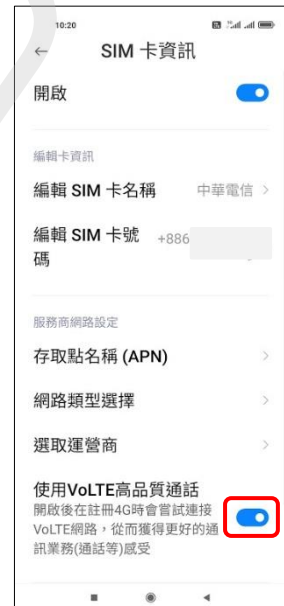 10:20
SIM 卡資訊
開啟
編輯卡資訊
編輯 SIM 卡名稱 中華電信
編輯 SIM 卡號 +886
碼
服務商網路設定
存取點名稱 (APN)
網路類型選擇
選取運營商
使用VoLTE高品質通話
開啟後在註冊4G時會嘗試連接
VoLTE網路，從而獲得更好的通
訊業務(通話等)感受